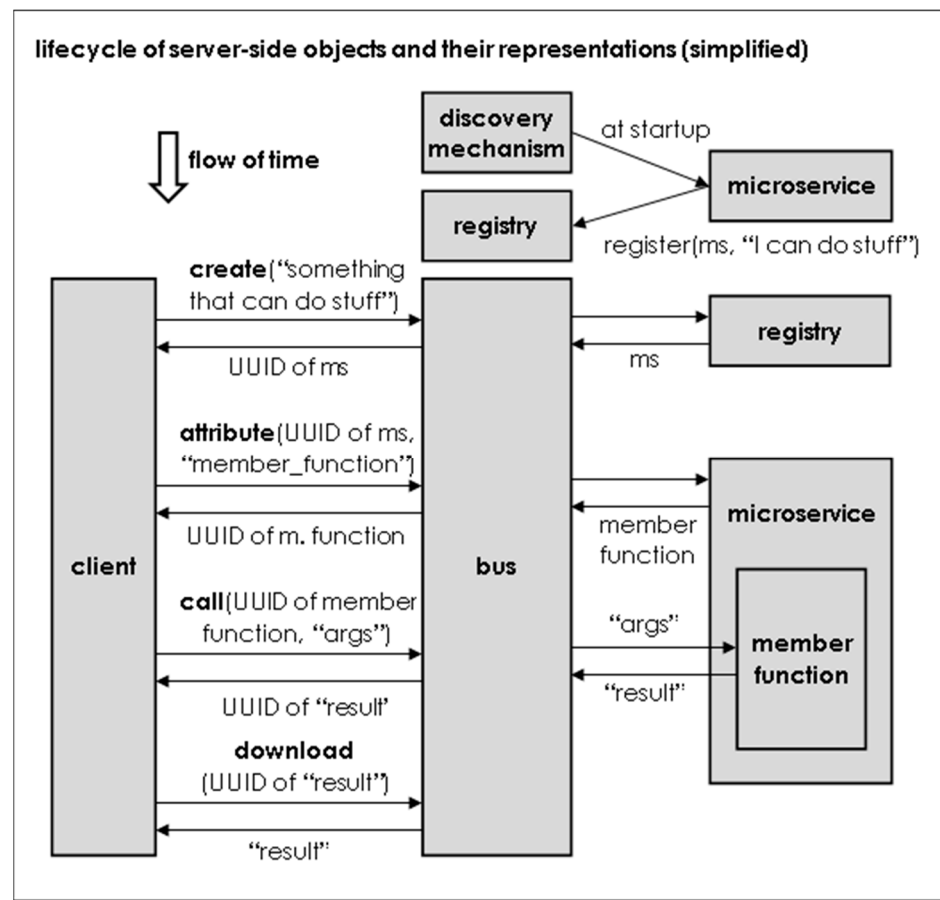 lifecycle of server-side objects and their representations (simplified)
flow of time
discovery
mechanism
at startup
microservice
registry
register(ms, “I can do stuff”)
create(“something
that can do stuff”)
UUID of ms
registry
ms
attribute(UUID of ms,
“member_function”)
UUID of m. function
microservice
member
function
client
bus
call(UUID of member
function, “args”)
“args”
member
function
“result”
UUID of “result'
download
(UUID of “result”)
“result”